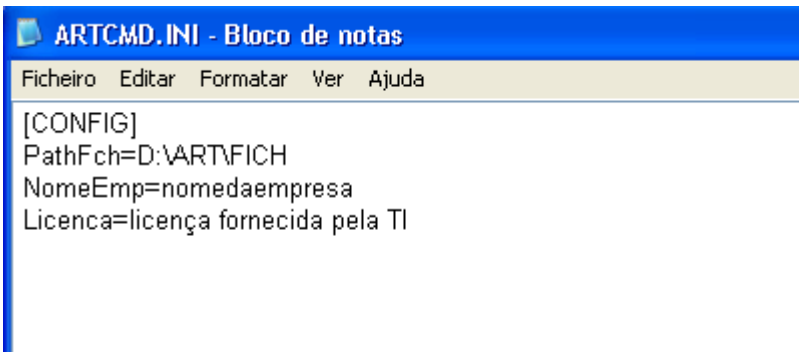 ARTCMD.INI - Bloco de notas
Ficheiro Editar Formatar Ver Ajuda
[CONFIG]
PathFch=D:\ART\FICH
NomeEmp=nomedaempresa
Licenca=licença fornecida pela TI